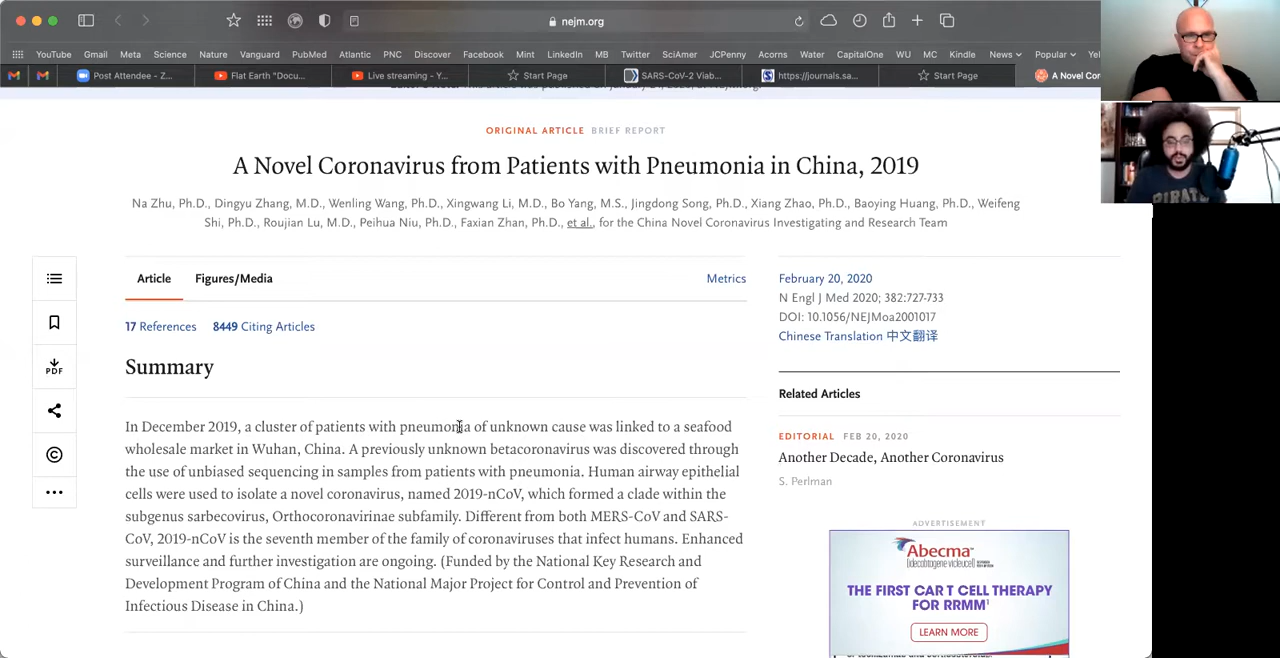 nejm.org
YouTube Gmail Meta Science Nature Vanguard PubMed Atlantic PNC Discover Facebook Mint LinkedIn MB Twitter SciAmer JCPenny Acorns Water CapitalOne WU MC Kindle News Popular Yel
Post Attendee - Z... Flat Earth "Docu... Live streaming - Y... Start Page SARS-CoV-2 Viab... https://journals.sa... Start Page A Novel Cor
ORIGINAL ARTICLE BRIEF REPORT
A Novel Coronavirus from Patients with Pneumonia in China, 2019
Na Zhu, Ph.D., Dingyu Zhang, M.D., Wenling Wang, Ph.D., Xingwang Li, M.D., Bo Yang, M.S., Jingdong Song, Ph.D., Xiang Zhao, Ph.D., Baoying Huang, Ph.D., Weifeng
Shi, Ph.D., Roujian Lu, M.D., Peihua Niu, Ph.D., Faxian Zhan, Ph.D., et al., for the China Novel Coronavirus Investigating and Research Team
Article Figures/Media Metrics
17 References 8449 Citing Articles
Summary
In December 2019, a cluster of patients with pneumonia of unknown cause was linked to a seafood
wholesale market in Wuhan, China. A previously unknown betacoronavirus was discovered through
the use of unbiased sequencing in samples from patients with pneumonia. Human airway epithelial
cells were used to isolate a novel coronavirus, named 2019-nCoV, which formed a clade within the
subgenus sarbecovirus, Orthocoronavirinae subfamily. Different from both MERS-CoV and SARS-
CoV, 2019-nCoV is the seventh member of the family of coronaviruses that infect humans. Enhanced
surveillance and further investigation are ongoing. (Funded by the National Key Research and
Development Program of China and the National Major Project for Control and Prevention of
Infectious Disease in China.)
PDF
February 20, 2020
N Engl J Med 2020; 382:727-733
DOI: 10.1056/NEJMoa2001017
Chinese Translation 中文翻译
Related Articles
EDITORIAL FEB 20, 2020
Another Decade, Another Coronavirus
S. Perlman
ADVERTISEMENT
Abecma™
(idecabtagene vicleucel)
THE FIRST CAR T CELL THERAPY
FOR RRMM¹
LEARN MORE
PIRATE